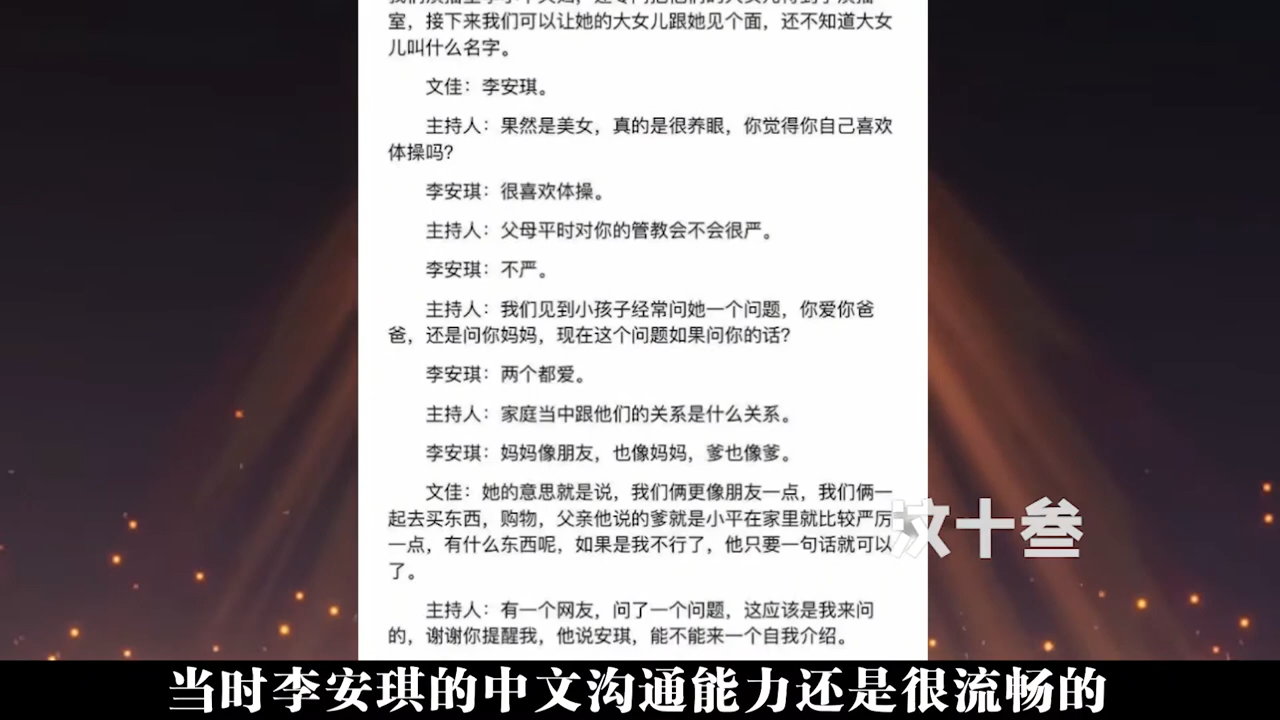 室，接下来我们可以让她的大女儿跟她见个面，还不知道大女
儿叫什么名字。
文佳：李安琪。
主持人：果然是美女，真的是很养眼，你觉得你自己喜欢
体操吗？
李安琪：很喜欢体操。
主持人：父母平时对你的管教会不会很严。
李安琪：不严。
主持人：我们见到小孩子经常问她一个问题，你爱你爸
爸，还是问你妈妈，现在这个问题如果问你的话？
李安琪：两个都爱。
主持人：家庭当中跟他们的关系是什么关系。
李安琪：妈妈像朋友，也像妈妈，爹也像爹。
文佳：她的意思就是说，我们俩更像朋友一点，我们俩一
起去买东西，购物，父亲他说的爹就是小平在家里就比较严厉
一点，有什么东西呢，如果是我不行了，他只要一句话就可以
了。
主持人：有一个网友，问了一个问题，这应该是我来问
的，谢谢你提醒我，他说安琪，能不能来一个自我介绍。
汶十叁
当时李安琪的中文沟通能力还是很流畅的